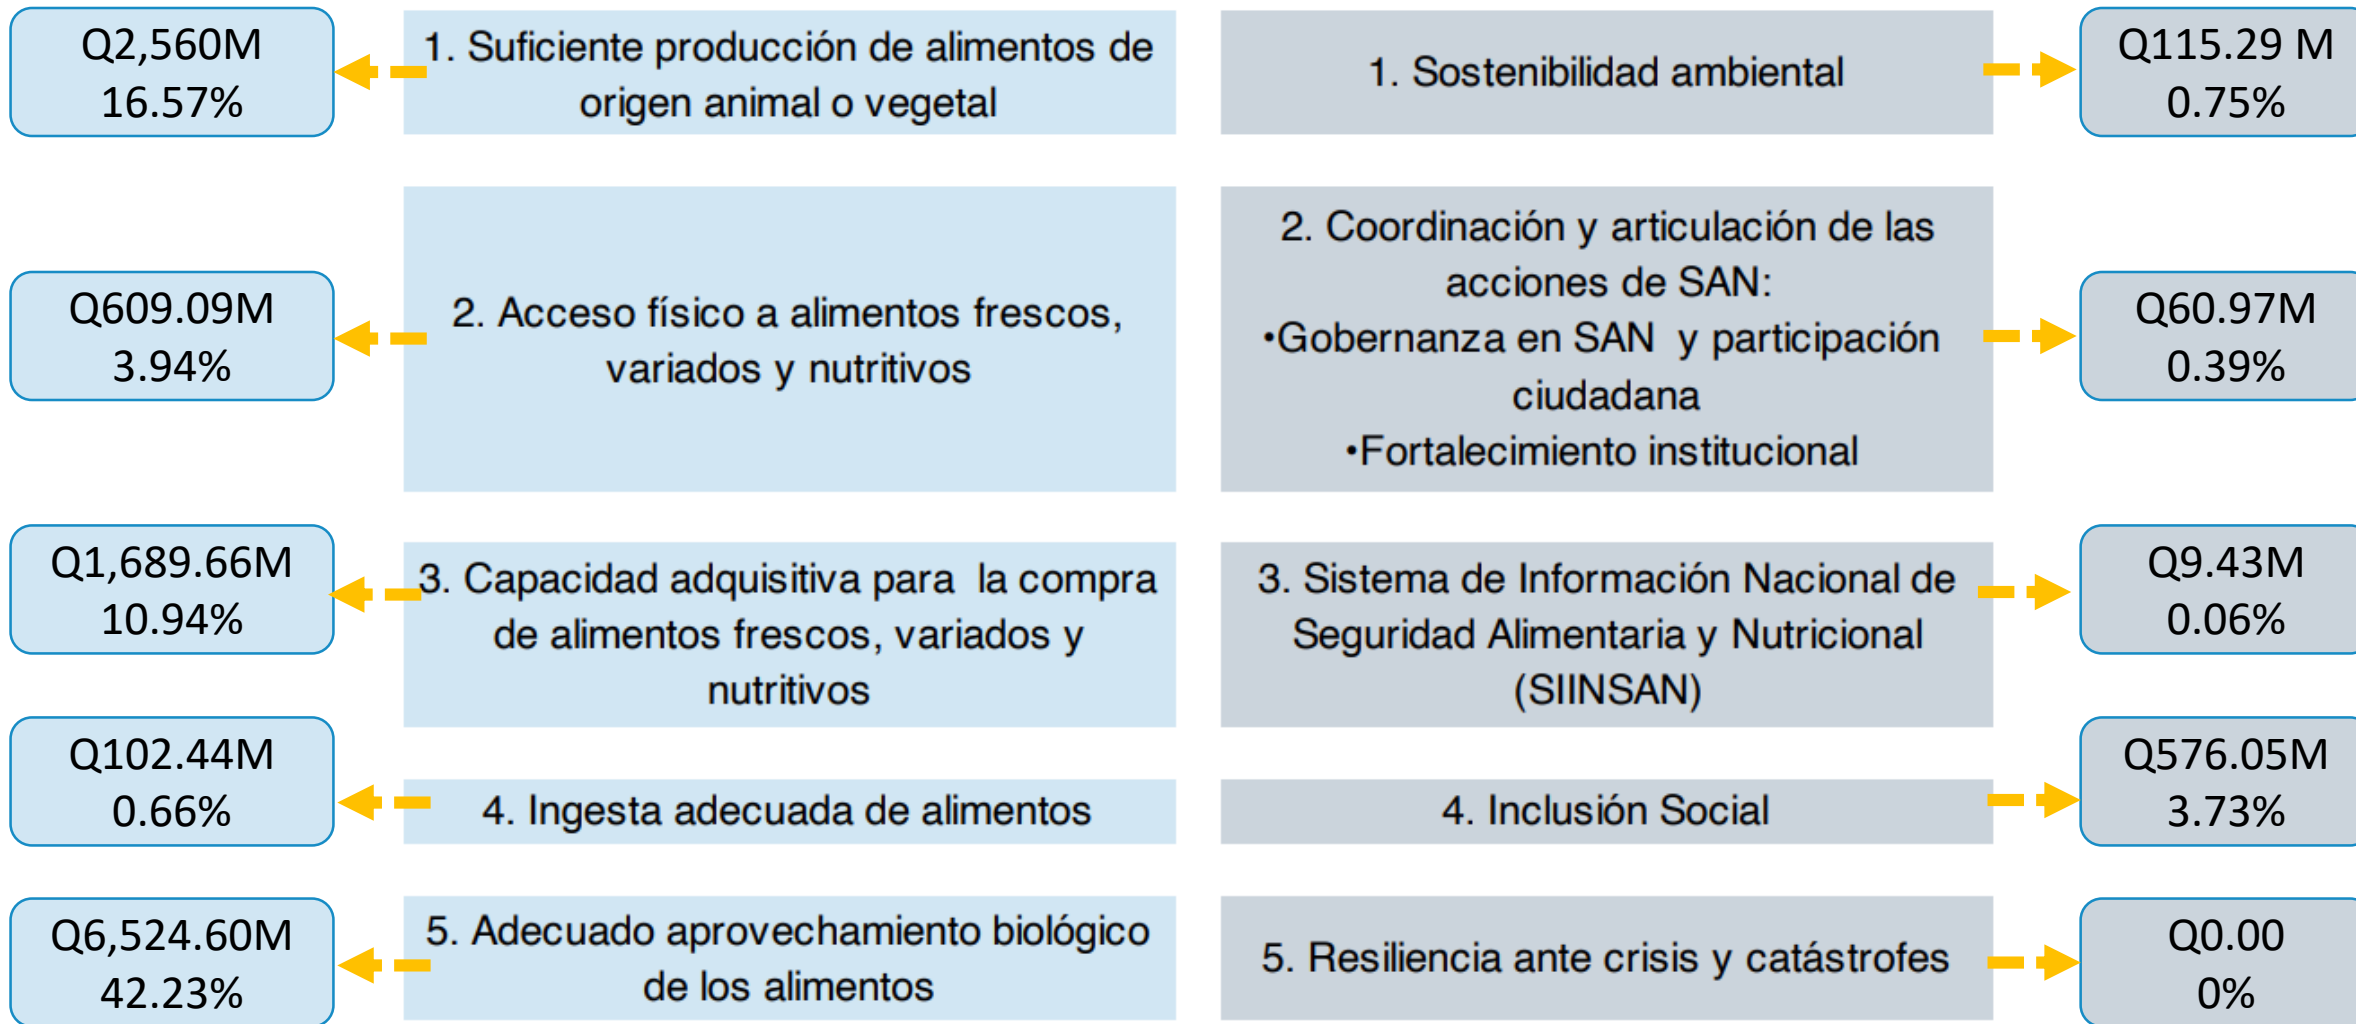 Q2,560M
16.57%
1. Suficiente producción de alimentos de
origen animal o vegetal
1. Sostenibilidad ambiental
Q115.29 M
0.75%
Q609.09M
3.94%
2. Acceso físico a alimentos frescos,
variados y nutritivos
2. Coordinación y articulación de las
acciones de SAN:
•Gobernanza en SAN y participación
ciudadana
•Fortalecimiento institucional
Q60.97M
0.39%
Q1,689.66M
10.94%
3. Capacidad adquisitiva para la compra
de alimentos frescos, variados y
nutritivos
3. Sistema de Información Nacional de
Seguridad Alimentaria y Nutricional
(SIINSAN)
Q9.43M
0.06%
Q102.44M
0.66%
4. Ingesta adecuada de alimentos
4. Inclusión Social
Q576.05M
3.73%
Q6,524.60M
42.23%
5. Adecuado aprovechamiento biológico
de los alimentos
5. Resiliencia ante crisis y catástrofes
Q0.00
0%